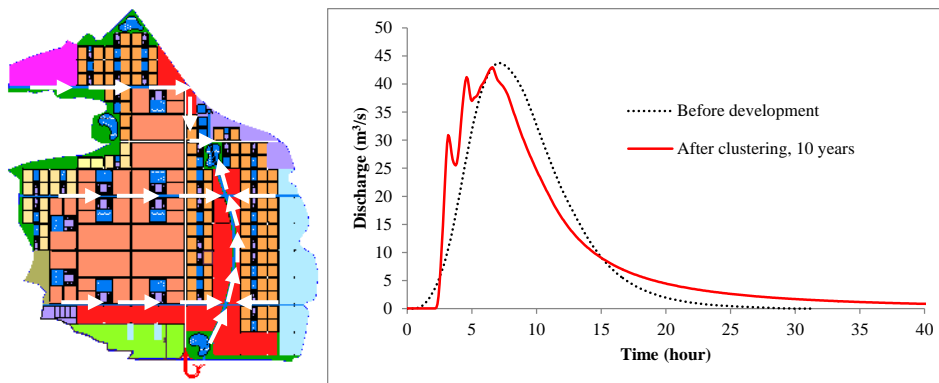 50
45
40
35
30
25
20
15
10
5
0
Discharge (m³/s)
Before development
After clustering, 10 years
0 5 10 15 20 25 30 35 40
Time (hour)